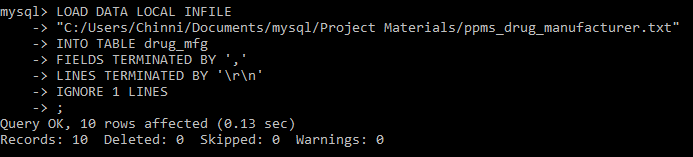 mysql> LOAD DATA LOCAL INFILE
    -> "C:/Users/Chinni/Documents/mysql/Project Materials/ppms_drug_manufacturer.txt"
    -> INTO TABLE drug_mfg
    -> FIELDS TERMINATED BY ','
    -> LINES TERMINATED BY '\r\n'
    -> IGNORE 1 LINES
    -> ;
Query OK, 10 rows affected (0.13 sec)
Records: 10  Deleted: 0  Skipped: 0  Warnings: 0